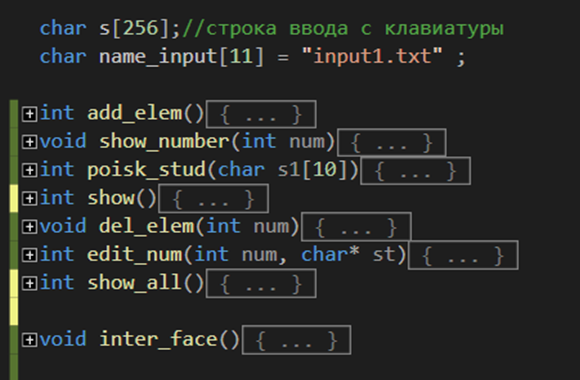 char s[256];//строка ввода с клавиатуры
char name_input[11] = "input1.txt" ;
int add_elem(){ ... }
void show_number(int num){ ... }
int poisk_stud(char s1[10]){ ... }
int show(){ ... }
void del_elem(int num){ ... }
int edit_num(int num, char* st){ ... }
int show_all(){ ... }
void inter_face(){ ... }